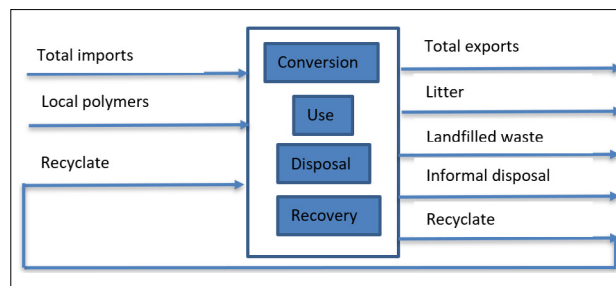 Total imports
Local polymers
Recyclate
Conversion
Use
Disposal
Recovery
Total exports
Litter
Landfilled waste
Informal disposal
Recyclate